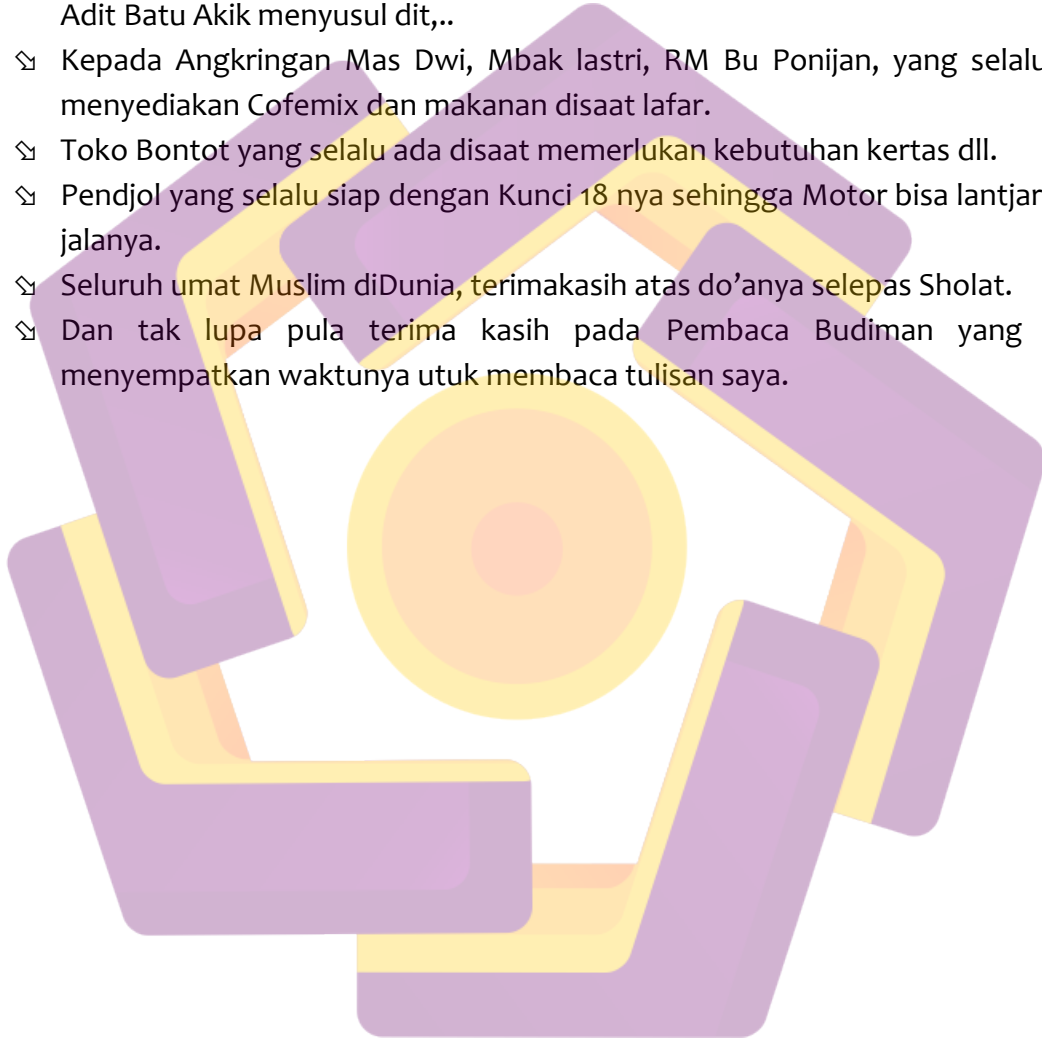 Adit Batu Akik menyusul dit,..
⇘ Kepada Angkringan Mas Dwi, Mbak lastri, RM Bu Ponijan, yang selalu
menyediakan Cofemix dan makanan disaat lafar.
⇘ Toko Bontot yang selalu ada disaat memerlukan kebutuhan kertas dll.
⇘ Pendjol yang selalu siap dengan Kunci 18 nya sehingga Motor bisa lantjar
jalanya.
⇘ Seluruh umat Muslim diDunia, terimakasih atas do’anya selepas Sholat.
⇘ Dan tak lupa pula terima kasih pada Pembaca Budiman yang
menyempatkan waktunya utuk membaca tulisan saya.